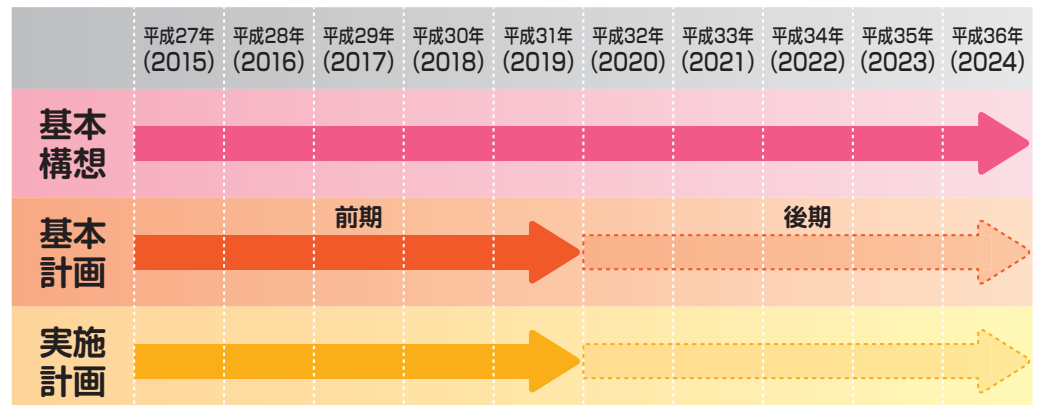 平成27年 平成28年 平成29年 平成30年 平成31年 平成32年 平成33年 平成34年 平成35年 平成36年
(2015) (2016) (2017) (2018) (2019) (2020) (2021) (2022) (2023) (2024)
基本
構想
前期 後期
基本
計画
実施
計画